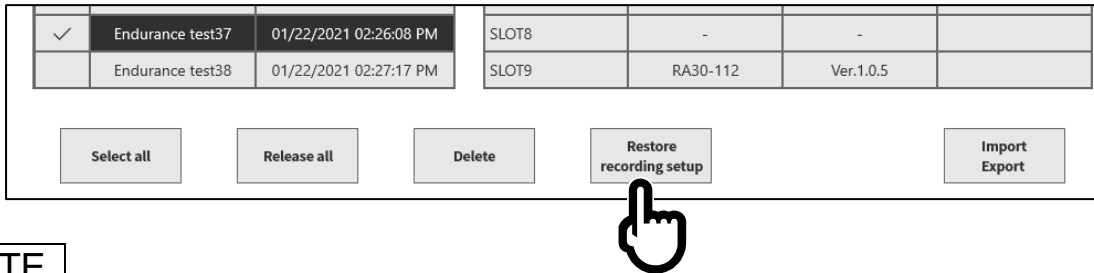 ✓ Endurance test37 01/22/2021 02:26:08 PM SLOT8 - -
Endurance test38 01/22/2021 02:27:17 PM SLOT9 RA30-112 Ver.1.0.5
Select all Release all Delete Restore recording setup Import Export